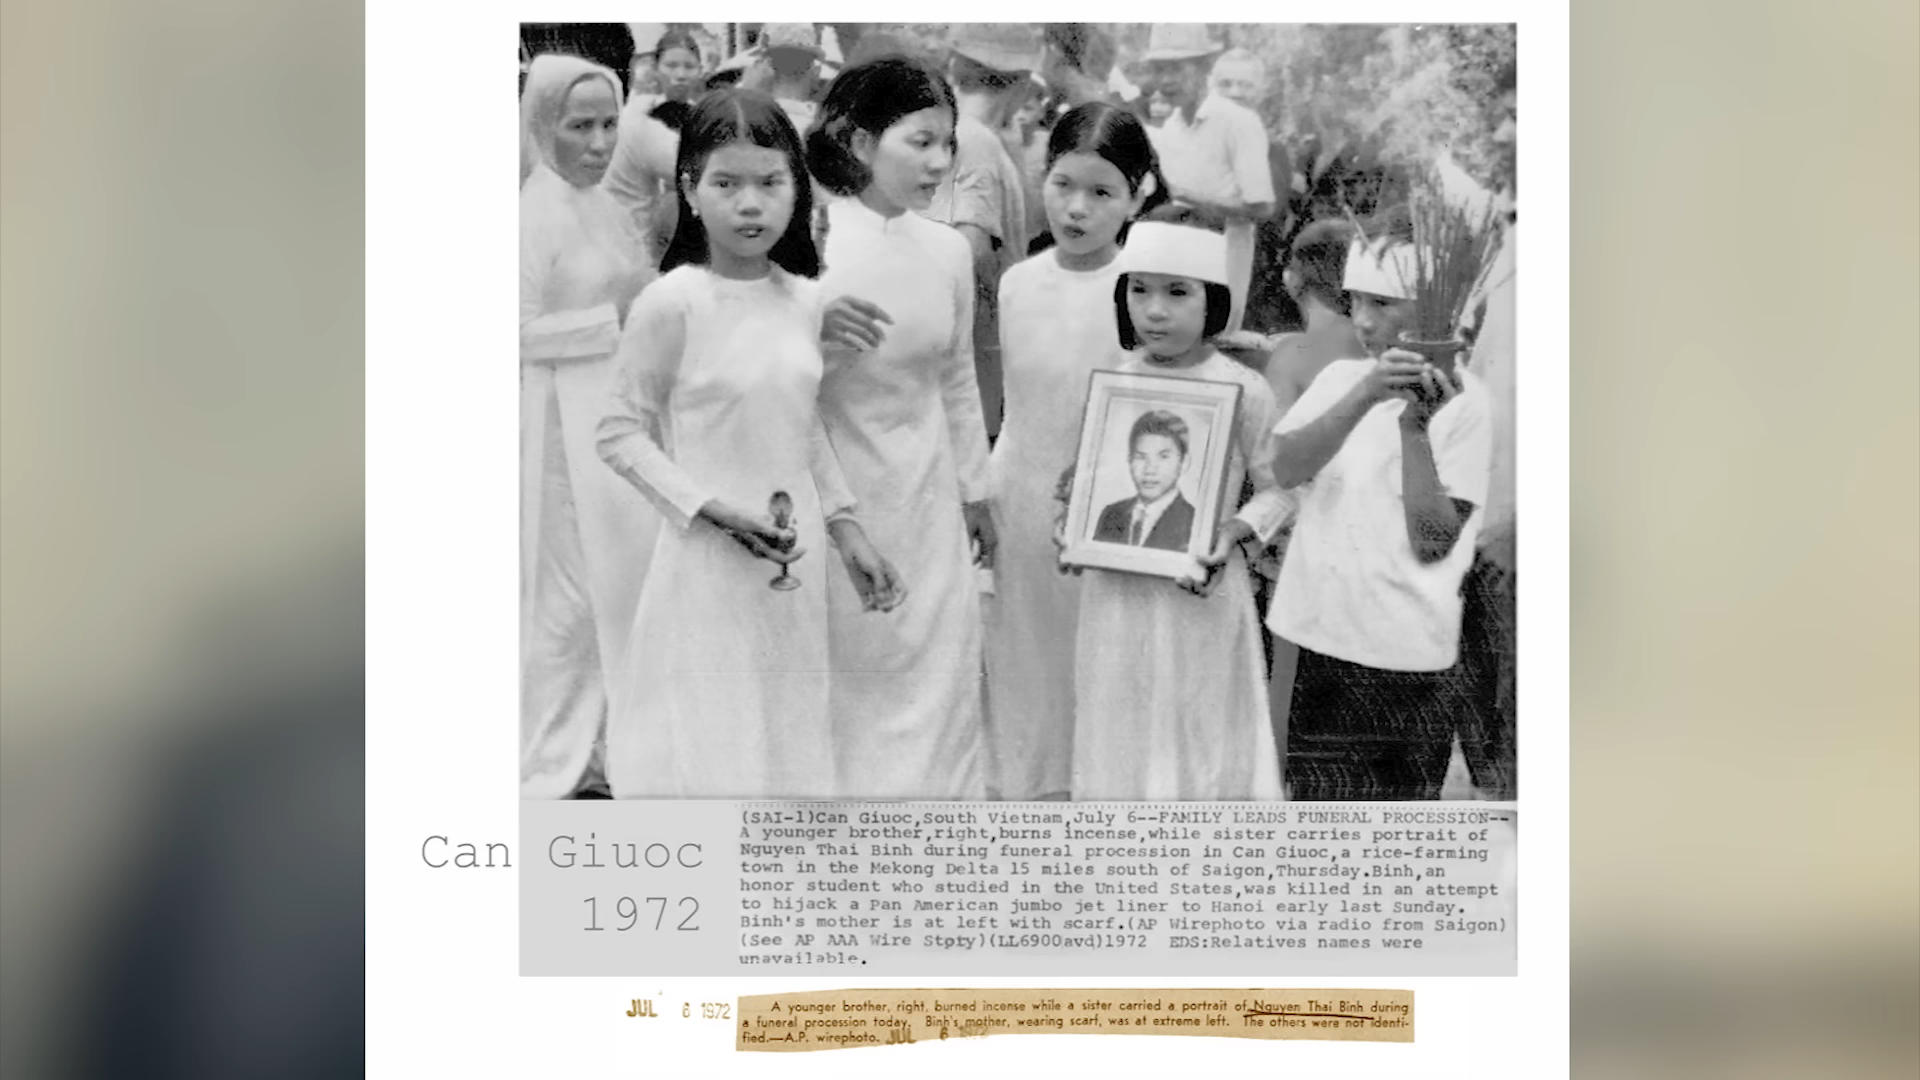 Can Giuoc
1972
(SAI-1)Can Giuoc,South Vietnam,July 6--FAMILY LEADS FUNERAL PROCESSION--
A younger brother,right,burns incense,while sister carries portrait of
Nguyen Thai Binh during funeral procession in Can Giuoc,a rice-farming
town in the Mekong Delta 15 miles south of Saigon,Thursday.Binh,an
honor student who studied in the United States,was killed in an attempt
to hijack a Pan American jumbo jet liner to Hanoi early last Sunday.
Binh's mother is at left with scarf.(AP Wirephoto via radio from Saigon)
(See AP AAA Wire Story)(LL6900avd)1972 EDS:Relatives names were
unavailable.
JUL 6 1972
A younger brother, right, burned incense while a sister carried a portrait of Nguyen Thai Binh during
a funeral procession today. Binh's mother, wearing scarf, was at extreme left. The others were not identi-
fied.—A.P. wirephoto.
JUL 6